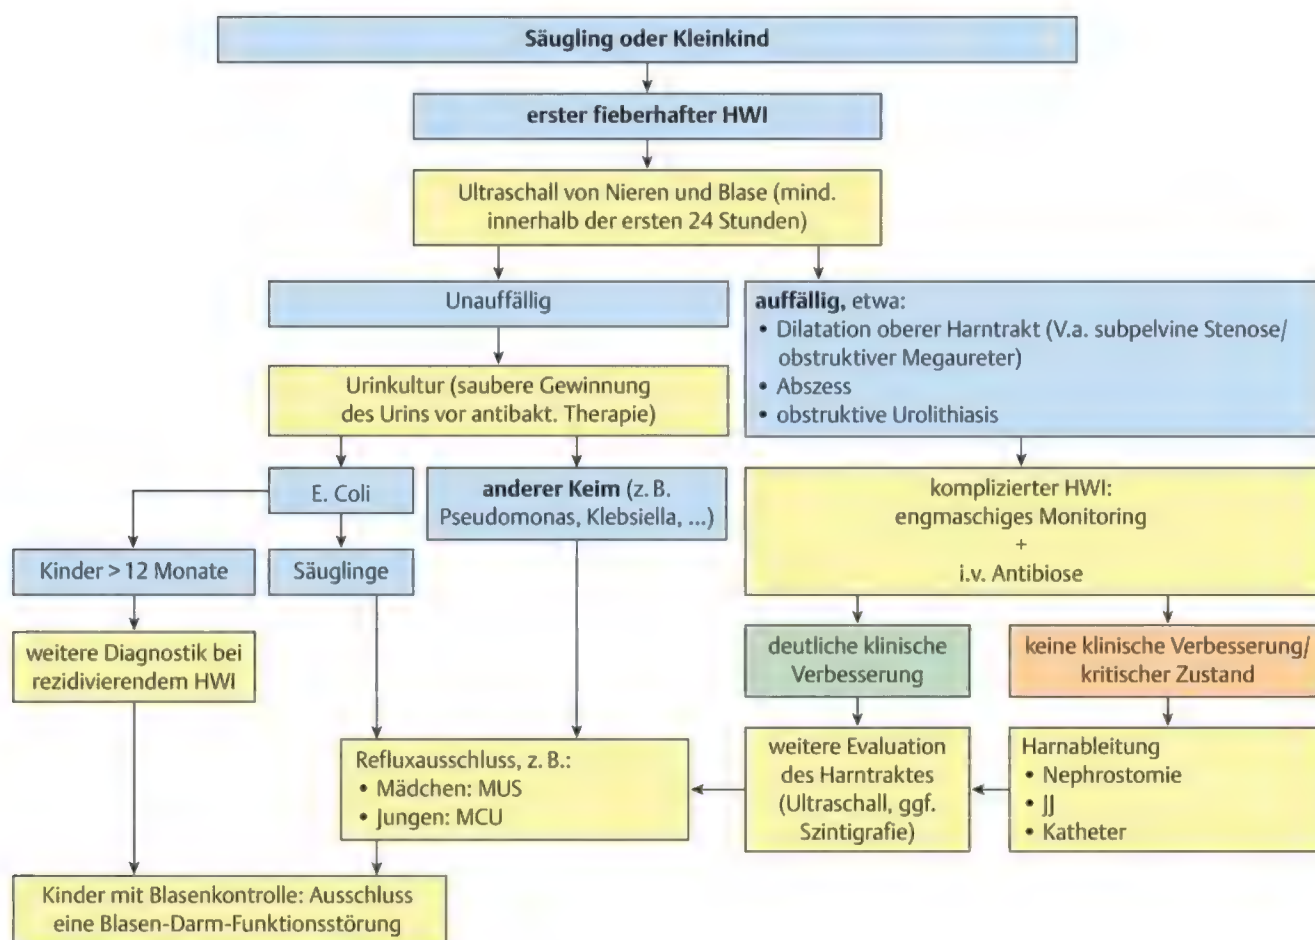 Säugling oder Kleinkind
erster fieberhafter HWI
Ultraschall von Nieren und Blase (mind.
innerhalb der ersten 24 Stunden)
Unauffällig
auffällig, etwa:
• Dilatation oberer Harntrakt (V.a. subpelvine Stenose/
obstruktiver Megaureter)
• Abszess
• obstruktive Urolithiasis
Urinkultur (saubere Gewinnung
des Urins vor antibakt. Therapie)
E. Coli
anderer Keim (z. B.
Pseudomonas, Klebsiella, ...)
komplizierter HWI:
engmaschiges Monitoring
+
i.v. Antibiose
Kinder > 12 Monate
Säuglinge
weitere Diagnostik bei
rezidivierendem HWI
deutliche klinische
Verbesserung
keine klinische Verbesserung/
kritischer Zustand
Refluxausschluss, z. B.:
• Mädchen: MUS
• Jungen: MCU
weitere Evaluation
des Harntraktes
(Ultraschall, ggf.
Szintigrafie)
Harnableitung
• Nephrostomie
• JJ
• Katheter
Kinder mit Blasenkontrolle: Ausschluss
eine Blasen-Darm-Funktionsstörung